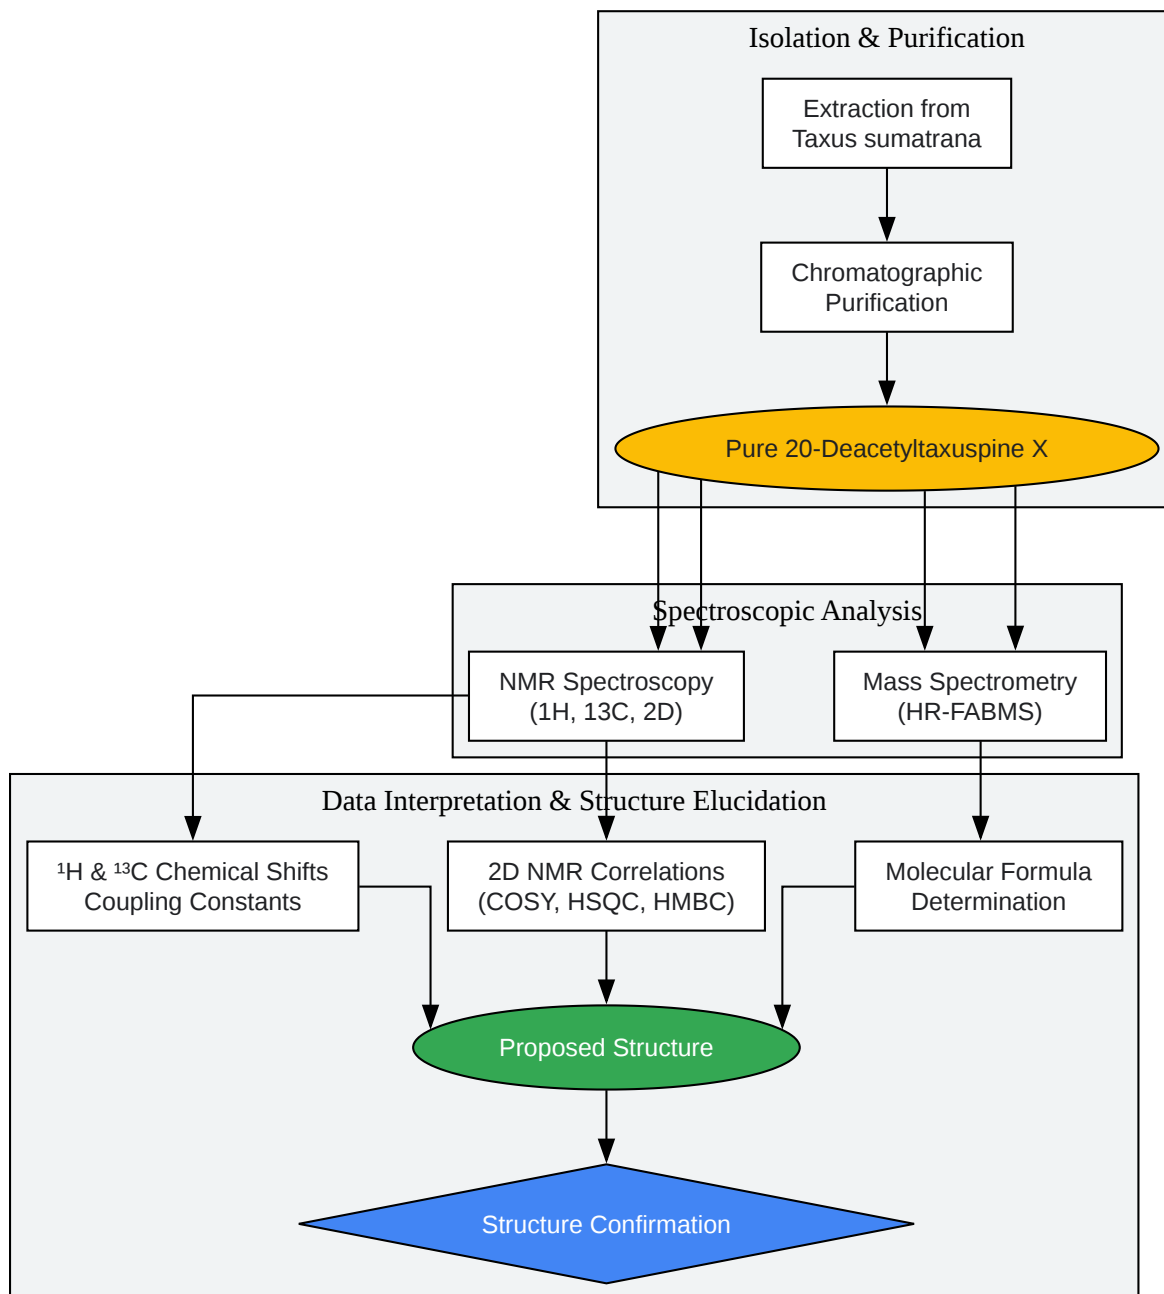 Isolation & Purification
Extraction from
Taxus sumatrana
Chromatographic
Purification
Pure 20-Deacetyltaxuspine X
Spectroscopic Analysis
NMR Spectroscopy
(1H, 13C, 2D)
Mass Spectrometry
(HR-FABMS)
Data Interpretation & Structure Elucidation
¹H & ¹³C Chemical Shifts
Coupling Constants
2D NMR Correlations
(COSY, HSQC, HMBC)
Molecular Formula
Determination
Proposed Structure
Structure Confirmation